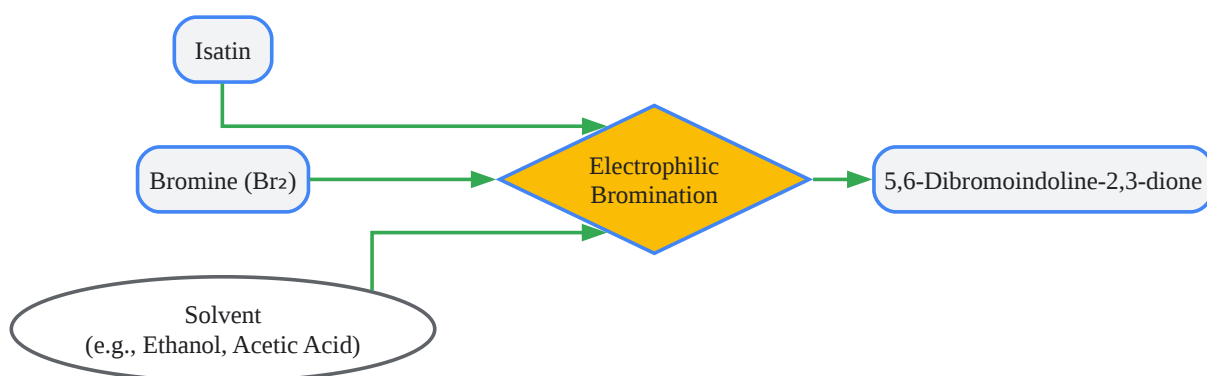 Isatin
Bromine (Br₂)
Electrophilic
Bromination
5,6-Dibromoindoline-2,3-dione
Solvent
(e.g., Ethanol, Acetic Acid)